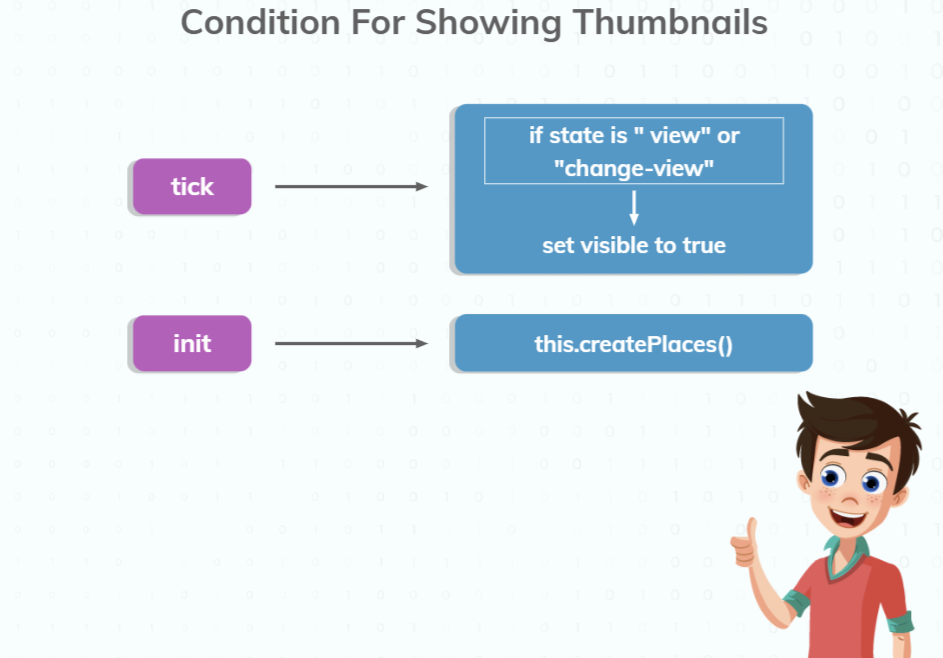 Condition For Showing Thumbnails
tick
if state is " view" or
"change-view"
set visible to true
init
this.createPlaces()